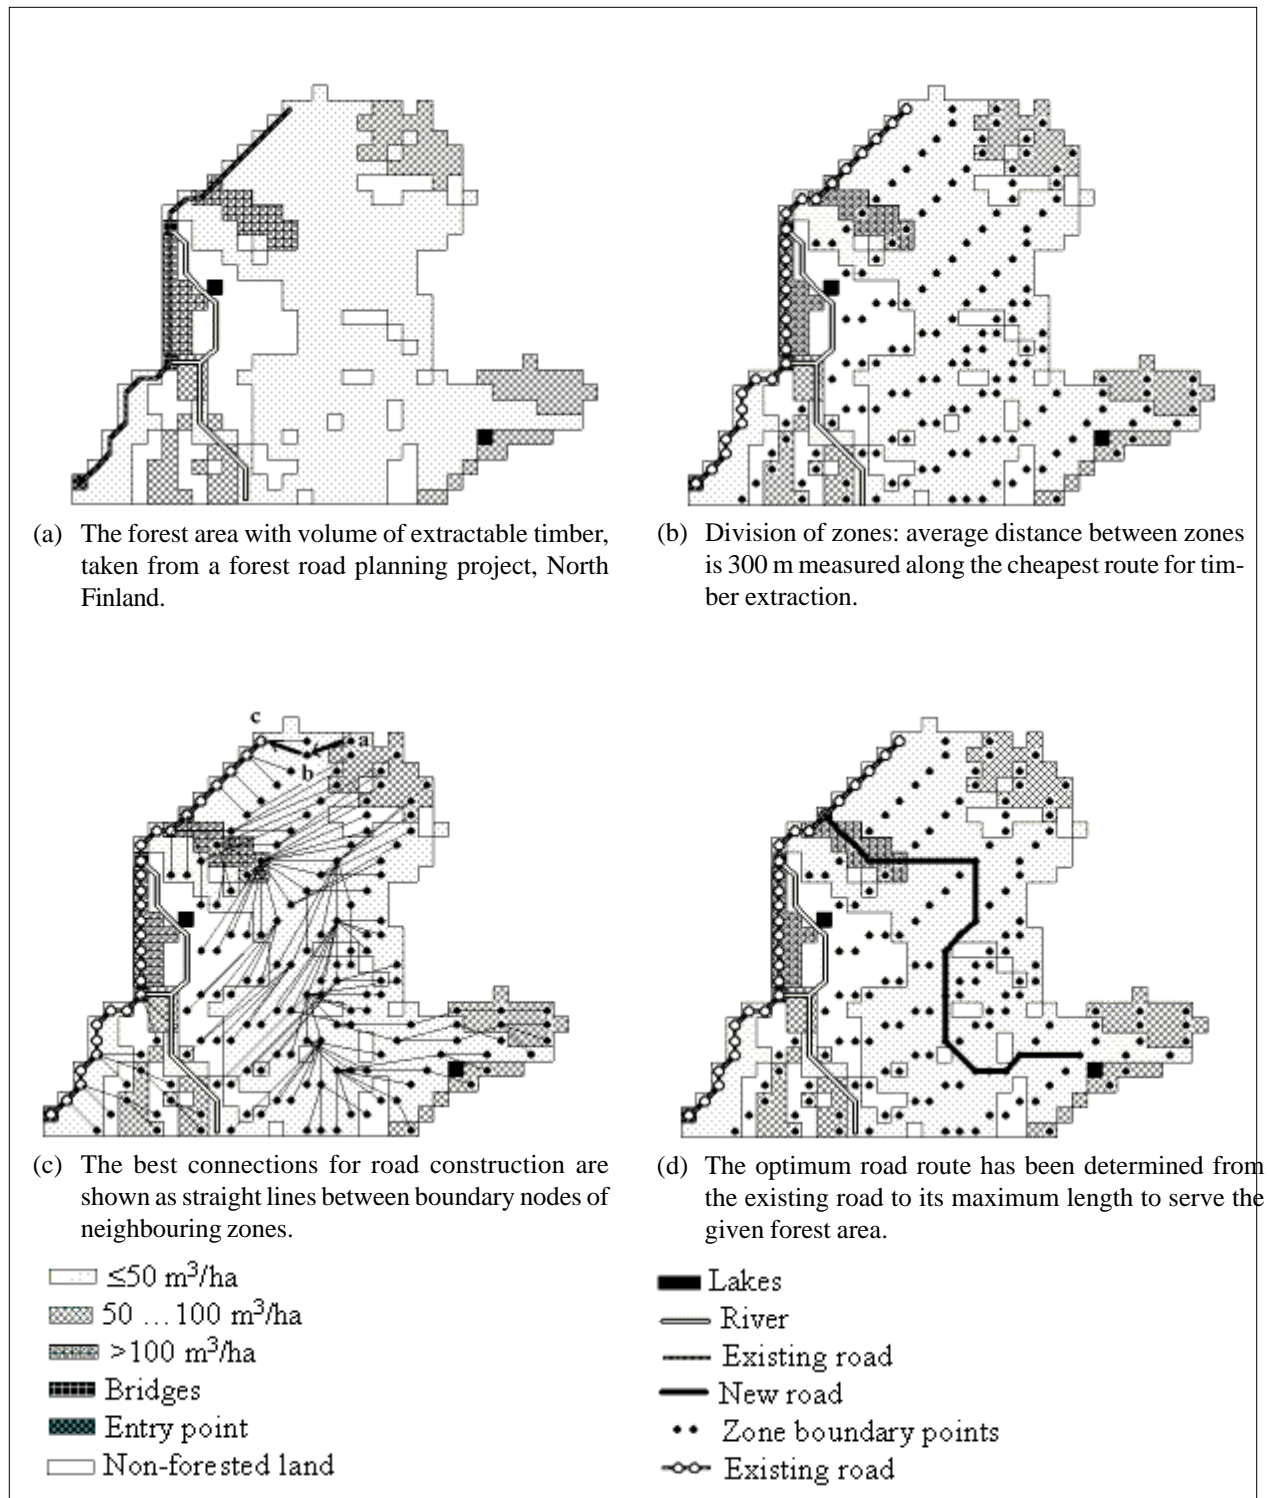 (a) The forest area with volume of extractable timber,
taken from a forest road planning project, North
Finland.
(b) Division of zones: average distance between zones
is 300 m measured along the cheapest route for tim-
ber extraction.
c
a
b
(c) The best connections for road construction are
shown as straight lines between boundary nodes of
neighbouring zones.
(d) The optimum road route has been determined from
the existing road to its maximum length to serve the
given forest area.
≤50 m³/ha
50 …100 m³/ha
>100 m³/ha
Bridges
Entry point
Non-forested land
Lakes
River
Existing road
New road
Zone boundary points
Existing road